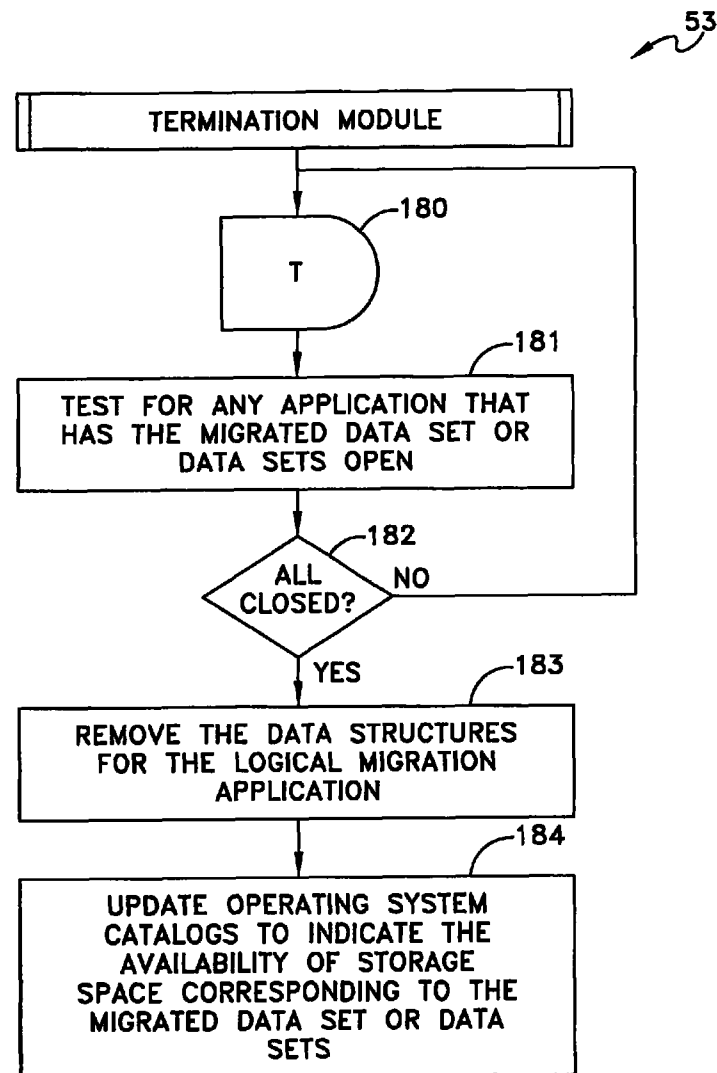 53
TERMINATION MODULE
180
T
181
TEST FOR ANY APPLICATION THAT
HAS THE MIGRATED DATA SET OR
DATA SETS OPEN
182
ALL
CLOSED?
NO
YES
183
REMOVE THE DATA STRUCTURES
FOR THE LOGICAL MIGRATION
APPLICATION
184
UPDATE OPERATING SYSTEM
CATALOGS TO INDICATE THE
AVAILABILITY OF STORAGE
SPACE CORRESPONDING TO THE
MIGRATED DATA SET OR DATA
SETS